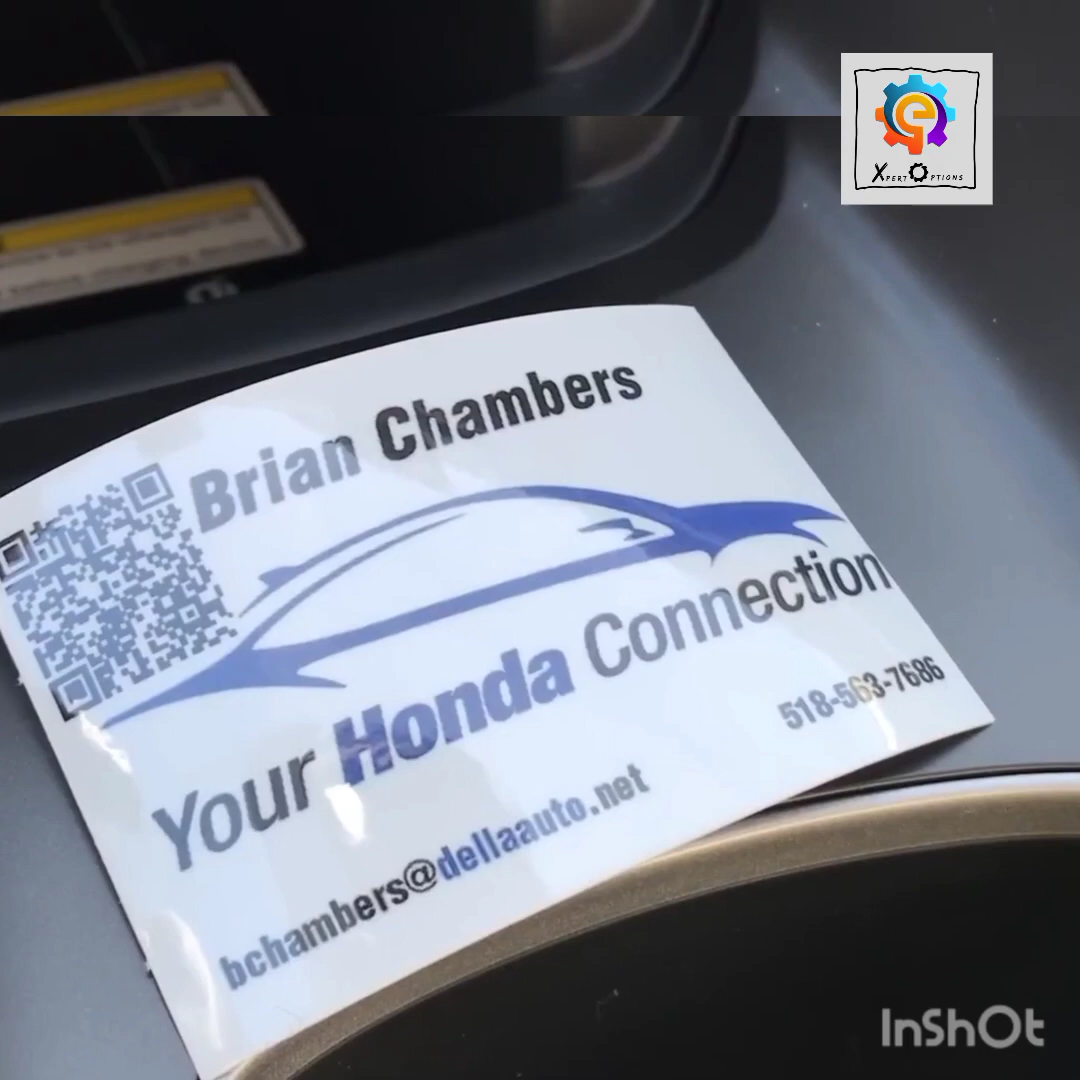 Xpert Options
Brian Chambers
Your Honda Connection
518-563-7686
bchambers@dellaauto.net
InShOt